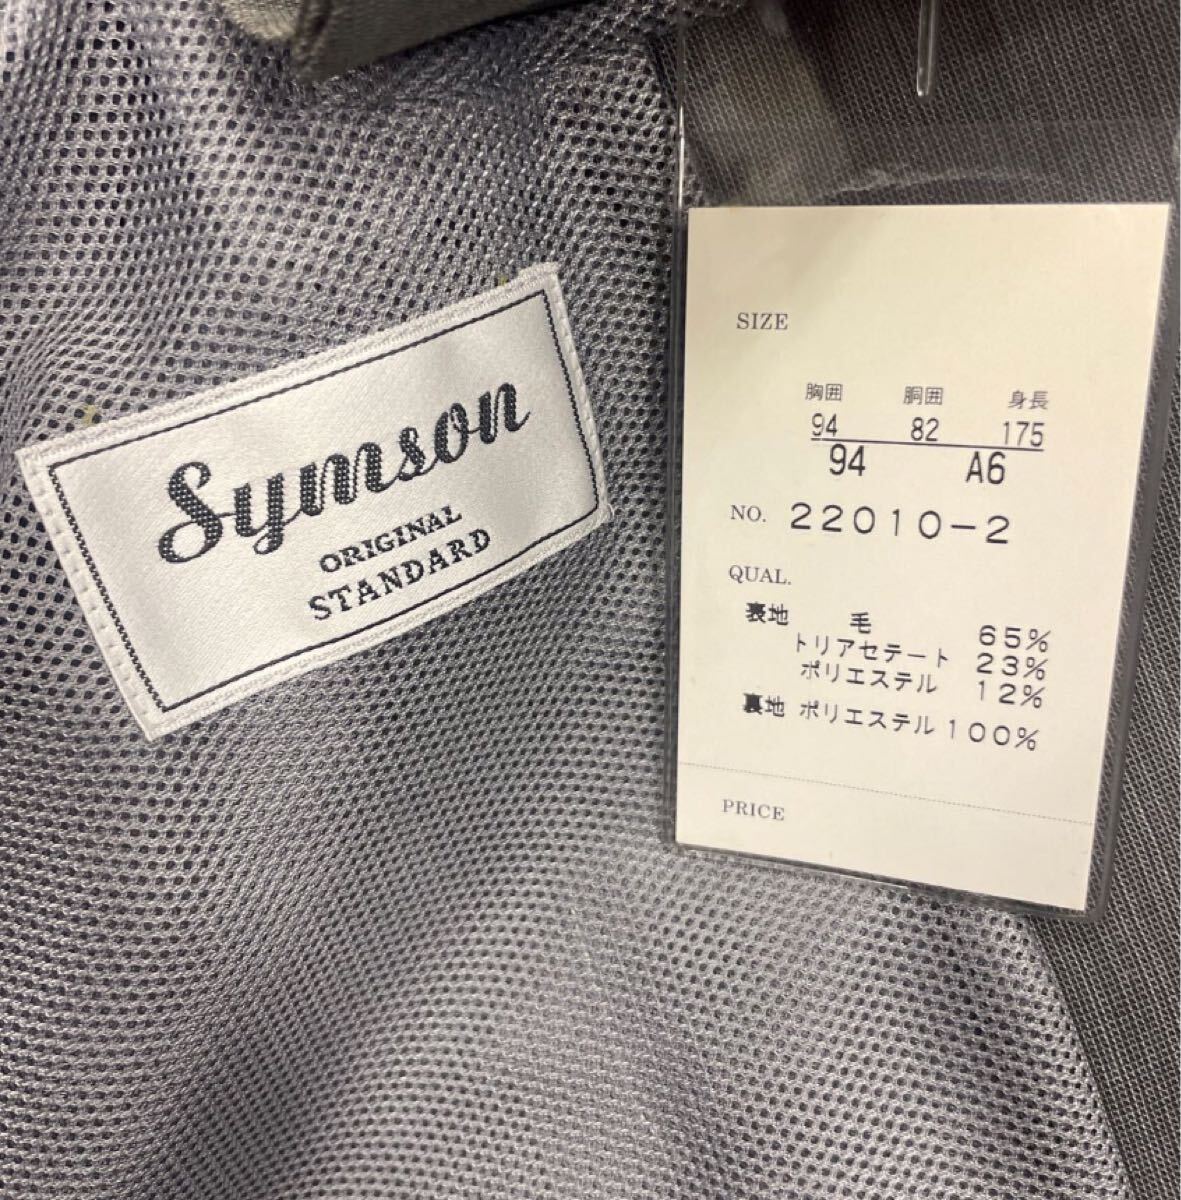 Symson
ORIGINAL
STANDARD
SIZE
胸囲 胴囲 身長
94 82 175
94 A6
NO. 22010-2
QUAL.
表地 毛 65%
トリアセテート 23%
ポリエステル 12%
裏地 ポリエステル 100%
PRICE